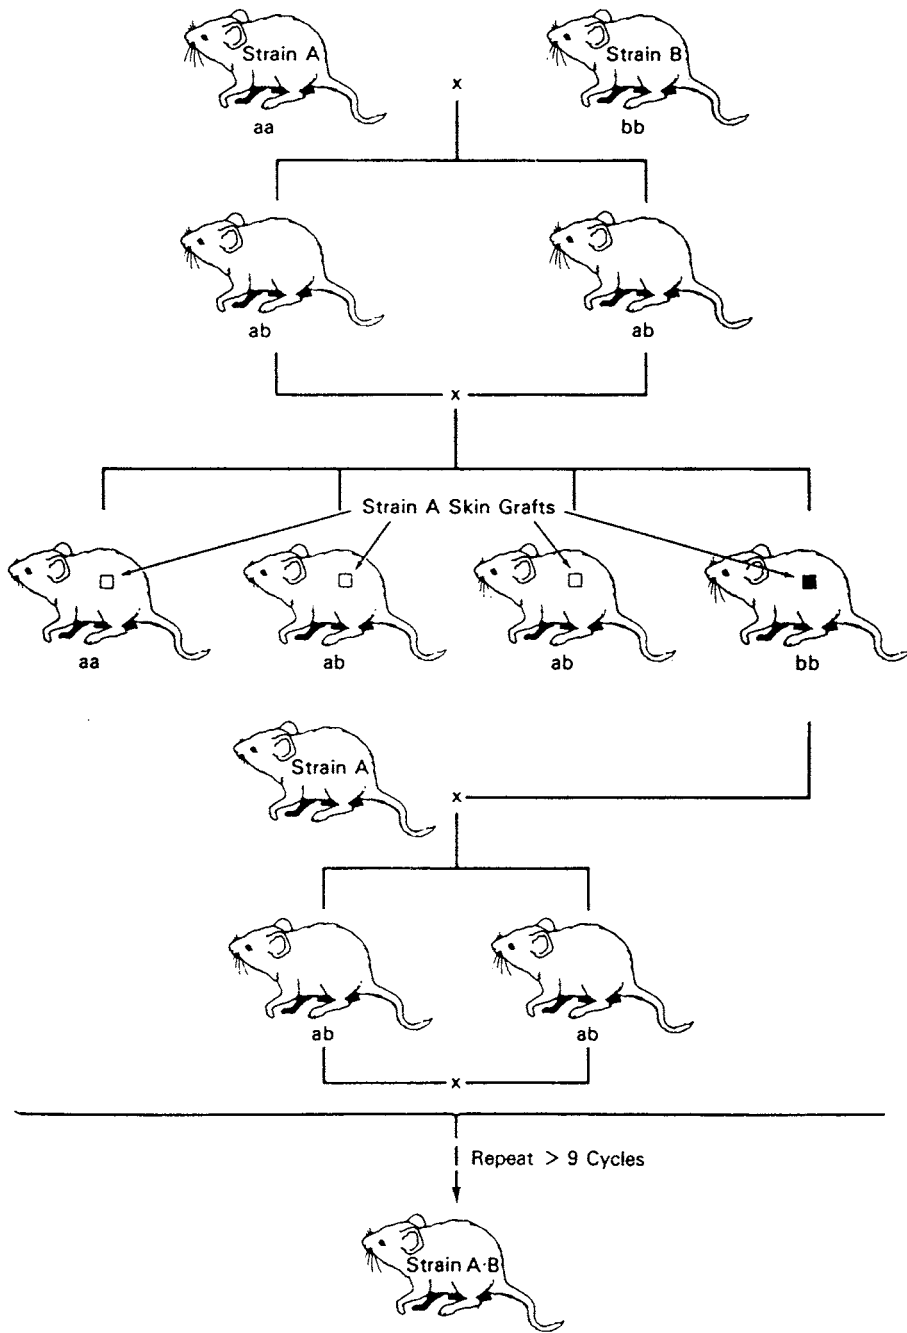 Strain A
Strain B
x
aa
bb
ab
ab
x
Strain A Skin Grafts
aa
ab
ab
bb
Strain A
x
ab
ab
x
Repeat > 9 Cycles
Strain A·B